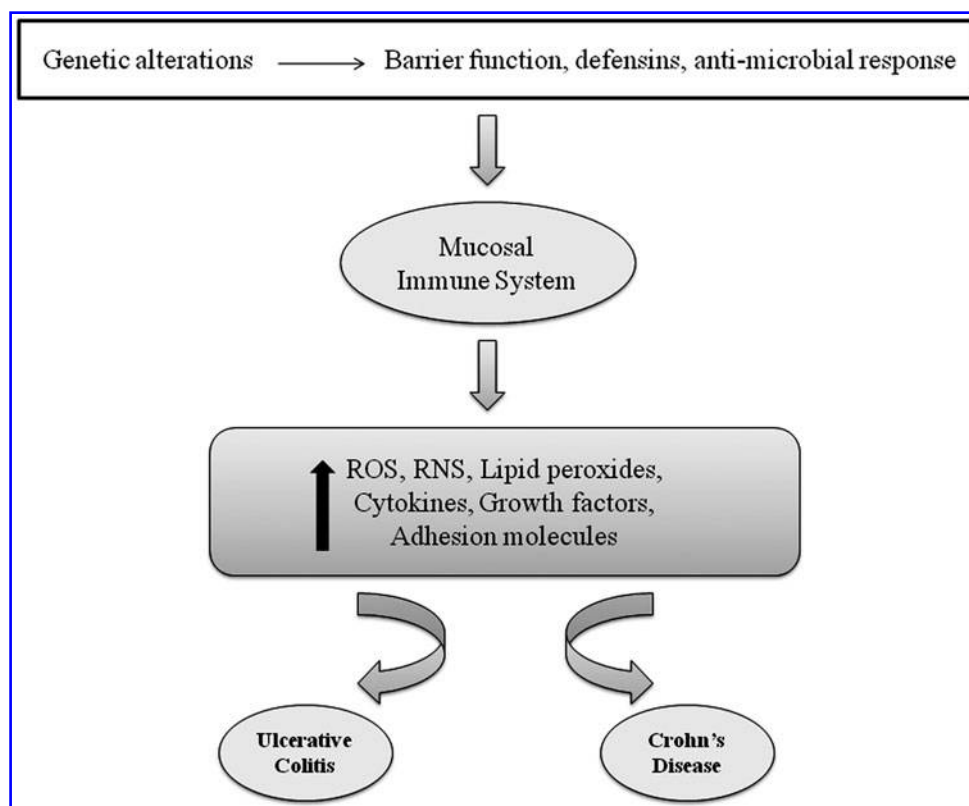 Genetic alterations → Barrier function, defensins, anti-microbial response
Mucosal
Immune System
ROS, RNS, Lipid peroxides,
Cytokines, Growth factors,
Adhesion molecules
Ulcerative
Colitis
Crohn's
Disease